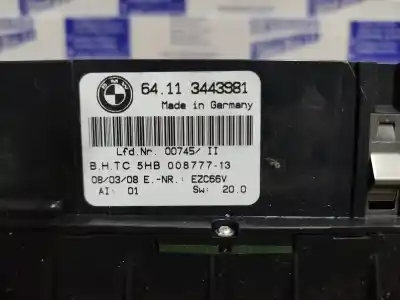 BMW
64.11 3443981
Made in Germany
Lfd.Nr. 00745/ II
B.H.TC 5HB 008777-13
08/03/08 E.-NR.: EZC66V
AI: 01 SW: 20.0